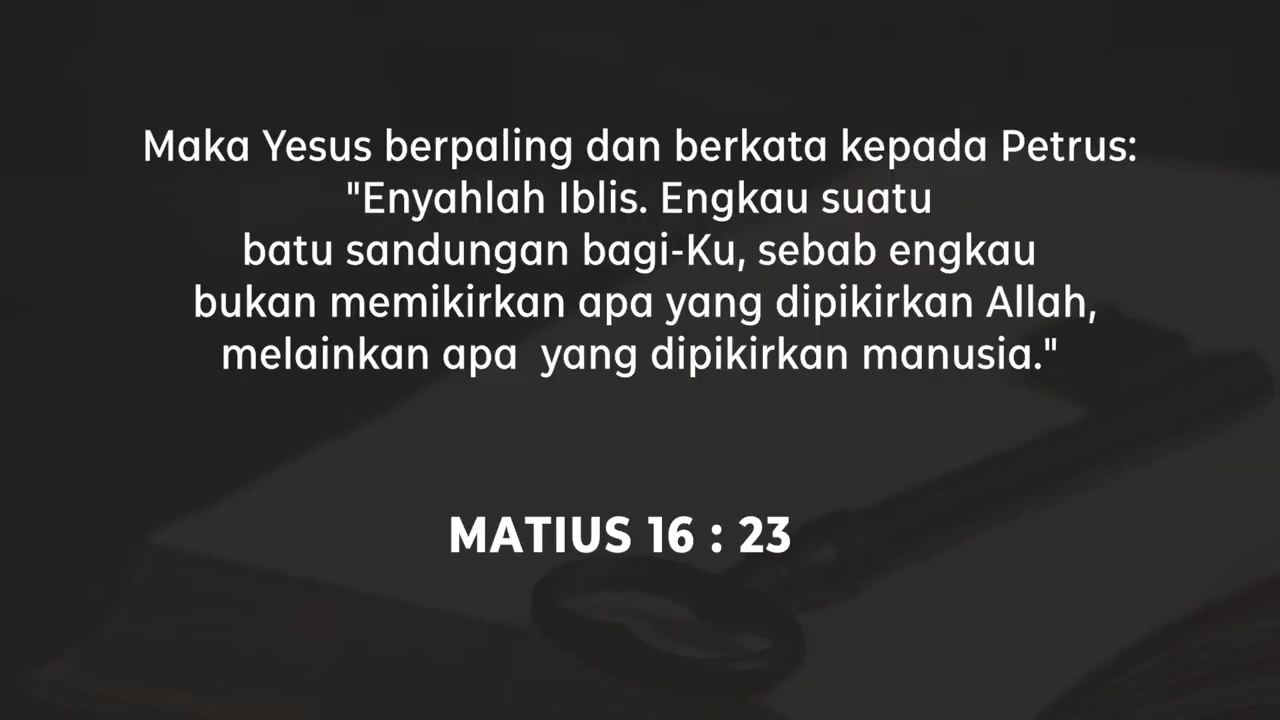 Maka Yesus berpaling dan berkata kepada Petrus:
"Enyahlah Iblis. Engkau suatu
batu sandungan bagi-Ku, sebab engkau
bukan memikirkan apa yang dipikirkan Allah,
melainkan apa  yang dipikirkan manusia."
MATIUS 16 : 23